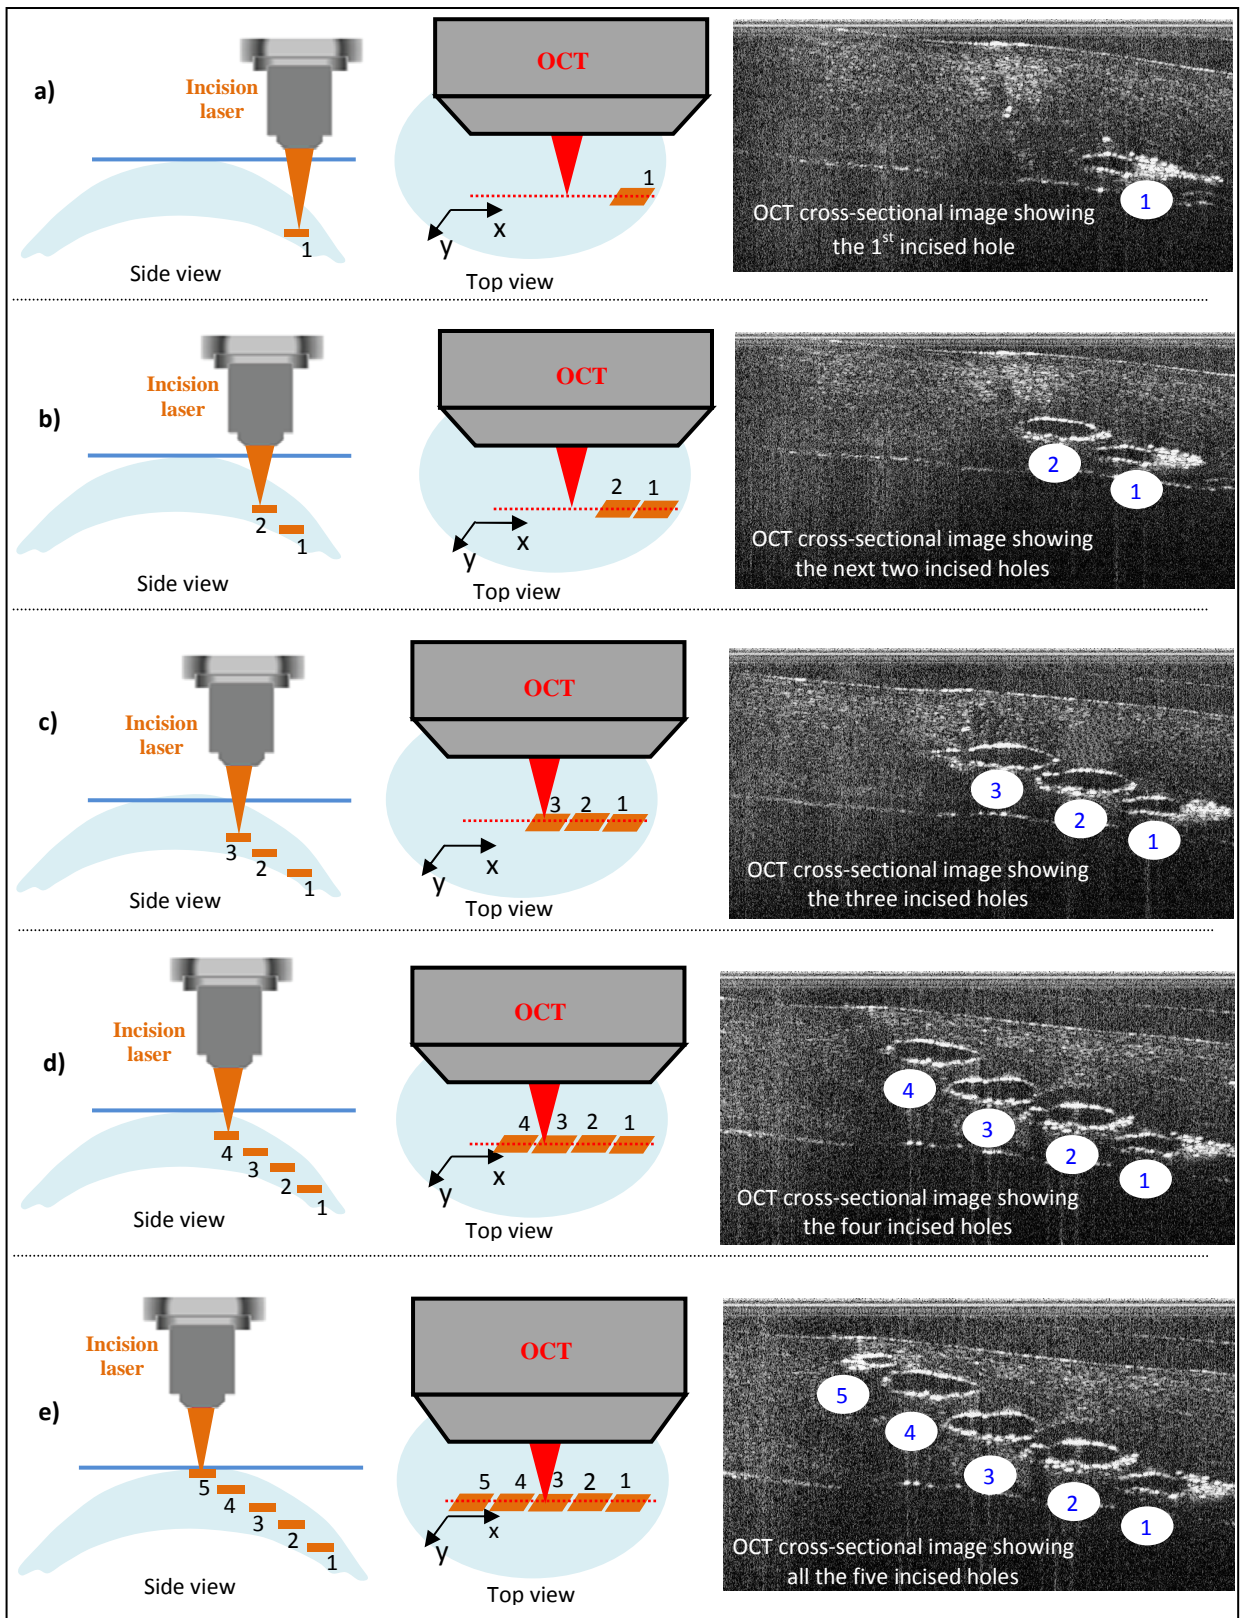 a)
Incision
laser
1
Side view
OCT
1
x
y
Top view
1
OCT cross-sectional image showing
the 1st incised hole
b)
Incision
laser
2
1
Side view
OCT
2 1
x
y
Top view
2
1
OCT cross-sectional image showing
the next two incised holes
c)
Incision
laser
3
2
1
Side view
OCT
3 2 1
x
y
Top view
3
2
1
OCT cross-sectional image showing
the three incised holes
d)
Incision
laser
4
3
2
1
Side view
OCT
4 3 2 1
x
y
Top view
4
3
2
1
OCT cross-sectional image showing
the four incised holes
e)
Incision
laser
5
4
3
2
1
Side view
OCT
5 4 3 2 1
x
y
Top view
5
4
3
2
1
OCT cross-sectional image showing
all the five incised holes